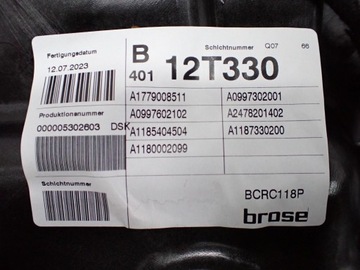 Fertigungsdatum
12.07.2023
Produktionsnummer
000005302603 DSK
Schichtnummer
B
401 12T330
Schichtnummer Q07 66
A1779008511 A0997302001
A0997602102 A2478201402
A1185404504 A1187330200
A1180002099
BCRC118P
brose